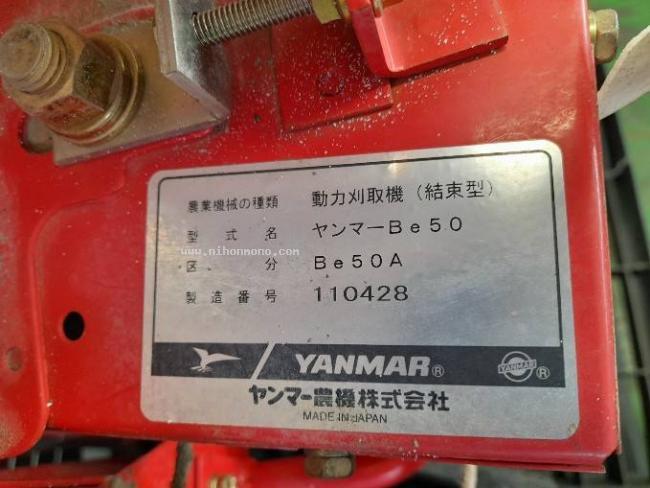 農業機械の種類 動力刈取機(結束型)
型式名 ヤンマーBe50
www.nihonmono.com
区分 Be50A
製造番号 110428
YANMAR® YANMAR ®
ヤンマー農機株式会社
MADE IN JAPAN